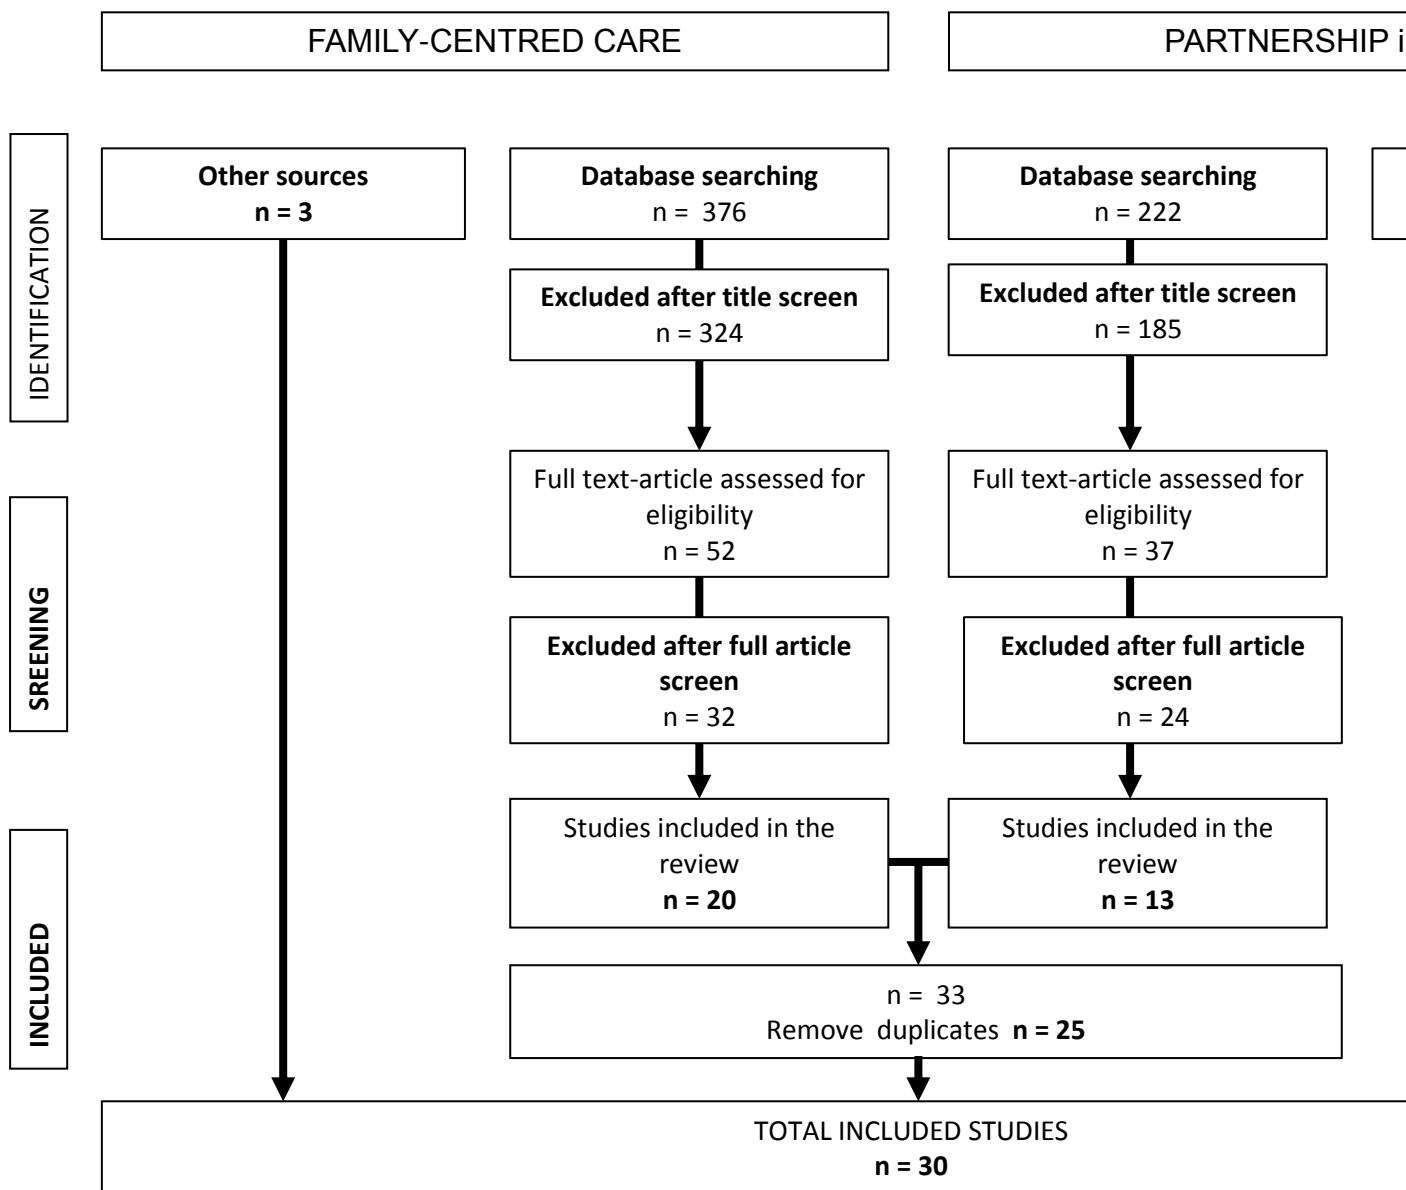 FAMILY-CENTRED CARE
PARTNERSHIP i
IDENTIFICATION
Other sources
n = 3
Database searching
n = 376
Database searching
n = 222
Excluded after title screen
n = 324
Excluded after title screen
n = 185
SREENING
Full text-article assessed for
eligibility
n = 52
Full text-article assessed for
eligibility
n = 37
Excluded after full article
screen
n = 32
Excluded after full article
screen
n = 24
INCLUDED
Studies included in the
review
n = 20
Studies included in the
review
n = 13
n = 33
Remove duplicates n = 25
TOTAL INCLUDED STUDIES
n = 30